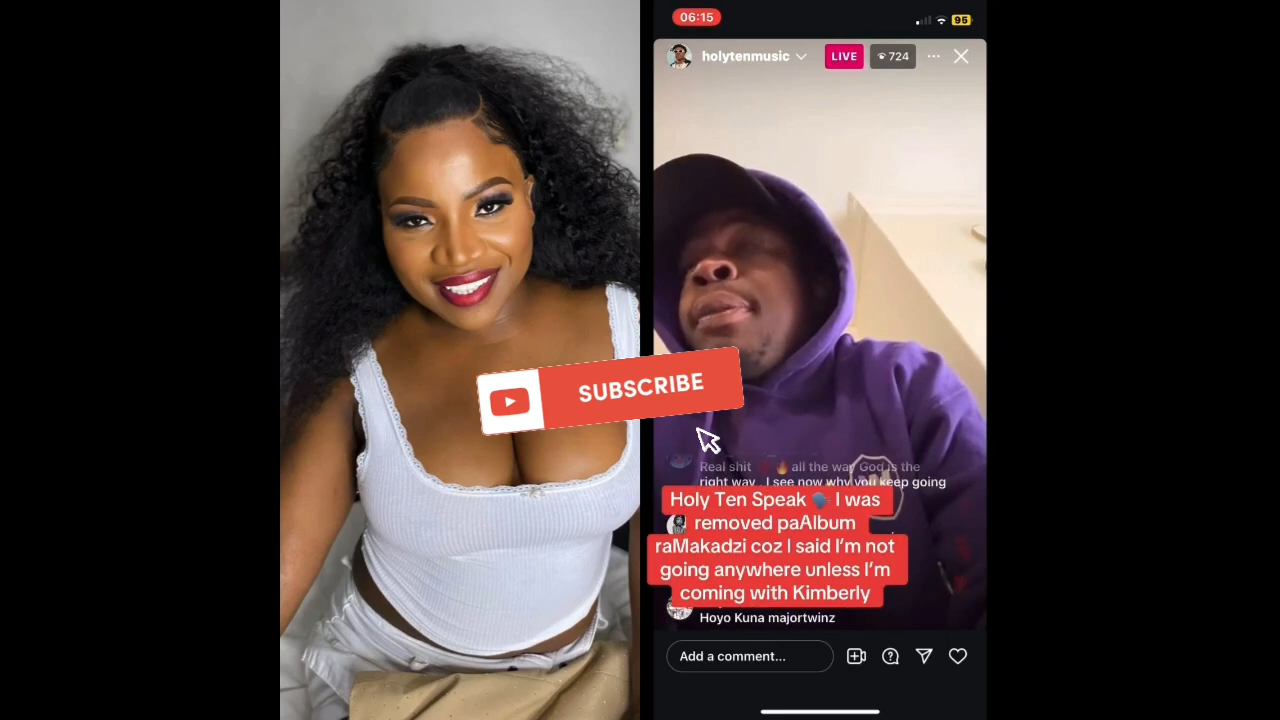 06:15
95
holytenmusic
LIVE
724
SUBSCRIBE
Real shit all the way God is the
right way . I see now why you keep going
Holy Ten Speak 🗣️ I was
removed paAlbum
raMakadzi coz I said I’m not
going anywhere unless I’m
coming with Kimberly
Hoyo Kuna majortwinz
Add a comment...